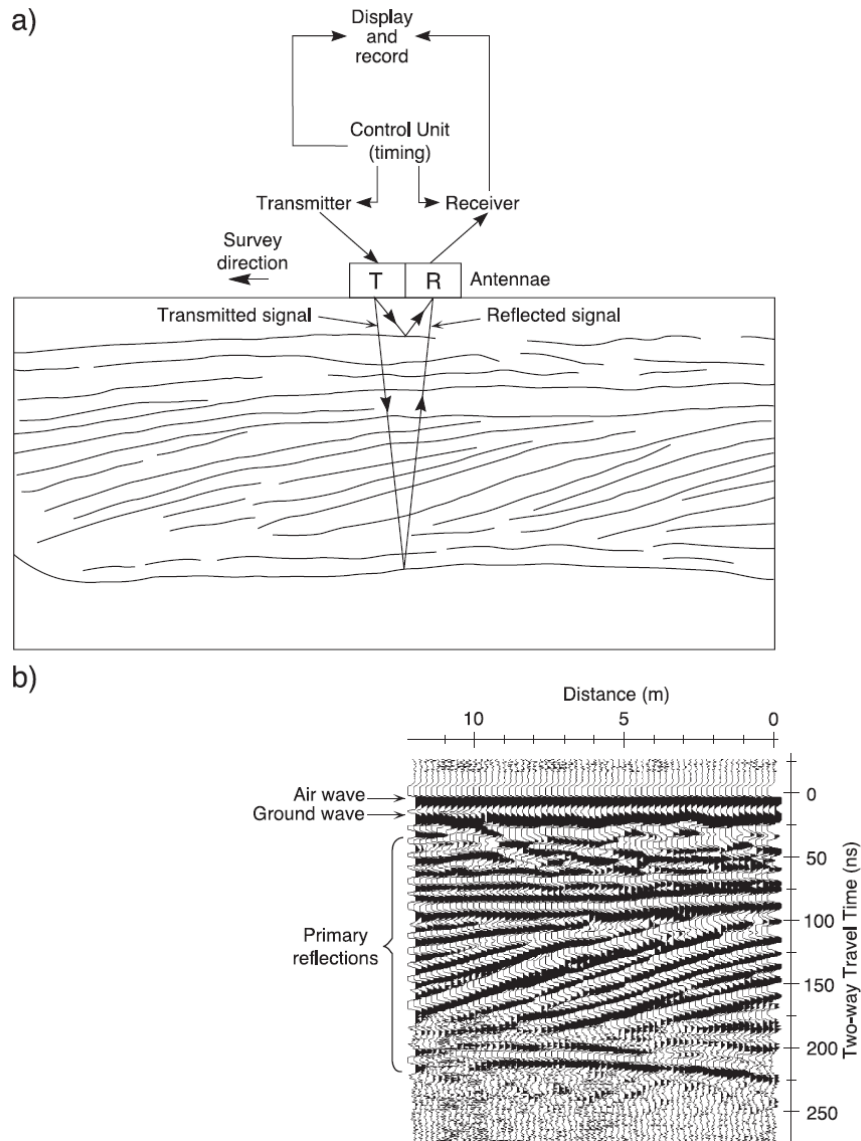 a)
Display
and
record
Control Unit
(timing)
Transmitter
Receiver
Survey
direction
T
R
Antennae
Transmitted signal
Reflected signal
b)
Distance (m)
10
5
0
Air wave
Ground wave
Primary
reflections
0
50
100
150
200
250
Two-way Travel Time (ns)